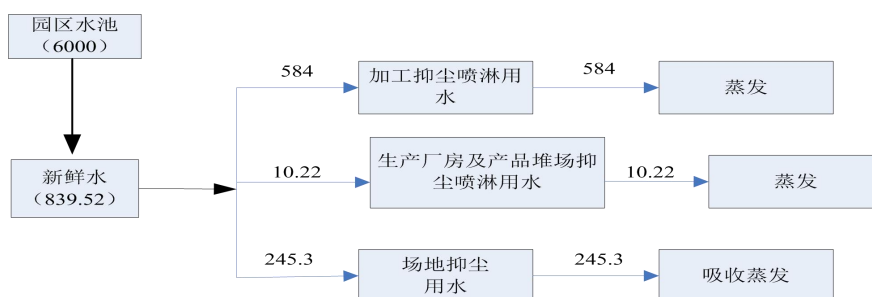 园区水池
（6000）
584
加工抑尘喷淋用
水
584
蒸发
新鲜水
（839.52）
10.22
生产厂房及产品堆场抑
尘喷淋用水
10.22
蒸发
245.3
场地抑尘
用水
245.3
吸收蒸发